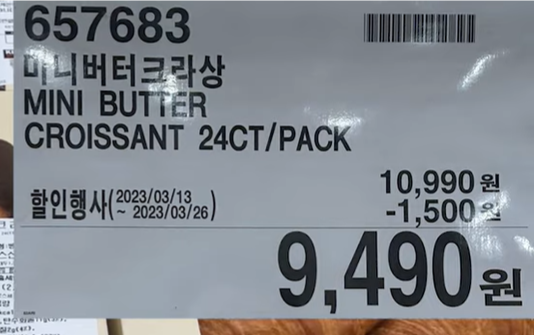 657683
미니버터크라상
MINI BUTTER
CROISSANT 24CT/PACK
10,990 원
할인행사(2023/03/13 ~ 2023/03/26)
-1,500 원
9,490 원